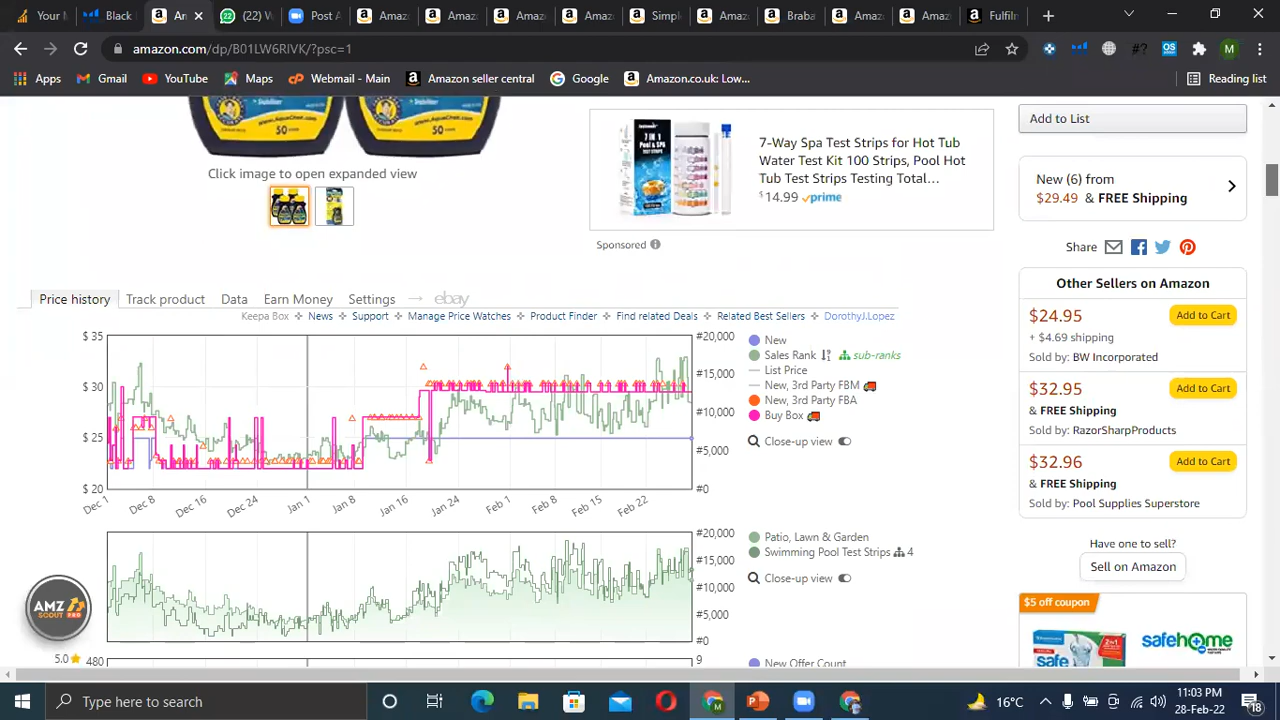 Your N
Black
An
(22) W
Post A
Amazo
Amaz
Amaz
Amaz
Simpl
Amaz
Braba
Amaz
Amaz
Fulfiln
amazon.com/dp/B01LW6RIVK/?psc=1
M
Apps
Gmail
YouTube
Maps
Webmail - Main
Amazon seller central
Google
Amazon.co.uk: Low...
Reading list
Stabilizer
www.AquaChem.com
50
50
Click image to open expanded view
7-Way Spa Test Strips for Hot Tub
Water Test Kit 100 Strips, Pool Hot
Tub Test Strips Testing Total...
$14.99 prime
Sponsored
Add to List
New (6) from
$29.49 & FREE Shipping
Share
Other Sellers on Amazon
$24.95 Add to Cart
+ $4.69 shipping
Sold by: BW Incorporated
$32.95 Add to Cart
& FREE Shipping
Sold by: RazorSharpProducts
$32.96 Add to Cart
& FREE Shipping
Sold by: Pool Supplies Superstore
Have one to sell?
Sell on Amazon
$5 off coupon
safehome
Price history Track product Data Earn Money Settings → ebay
Keepa Box News Support Manage Price Watches Product Finder Find related Deals Related Best Sellers DorothyJ.Lopez
$ 35
$ 30
$ 25
$ 20
#20,000
#15,000
#10,000
#5,000
#0
Dec 1 Dec 8 Dec 16 Dec 24 Jan 1 Jan 8 Jan 16 Jan 24 Feb 1 Feb 8 Feb 15 Feb 22
New
Sales Rank sub-ranks
List Price
New, 3rd Party FBM
New, 3rd Party FBA
Buy Box
Close-up view
#20,000
#15,000
#10,000
#5,000
#0
Patio, Lawn & Garden
Swimming Pool Test Strips 4
Close-up view
5.0 480
9
New Offer Count
AMZ
SCOUT PRO
Type here to search
16°C
11:03 PM
28-Feb-22
18